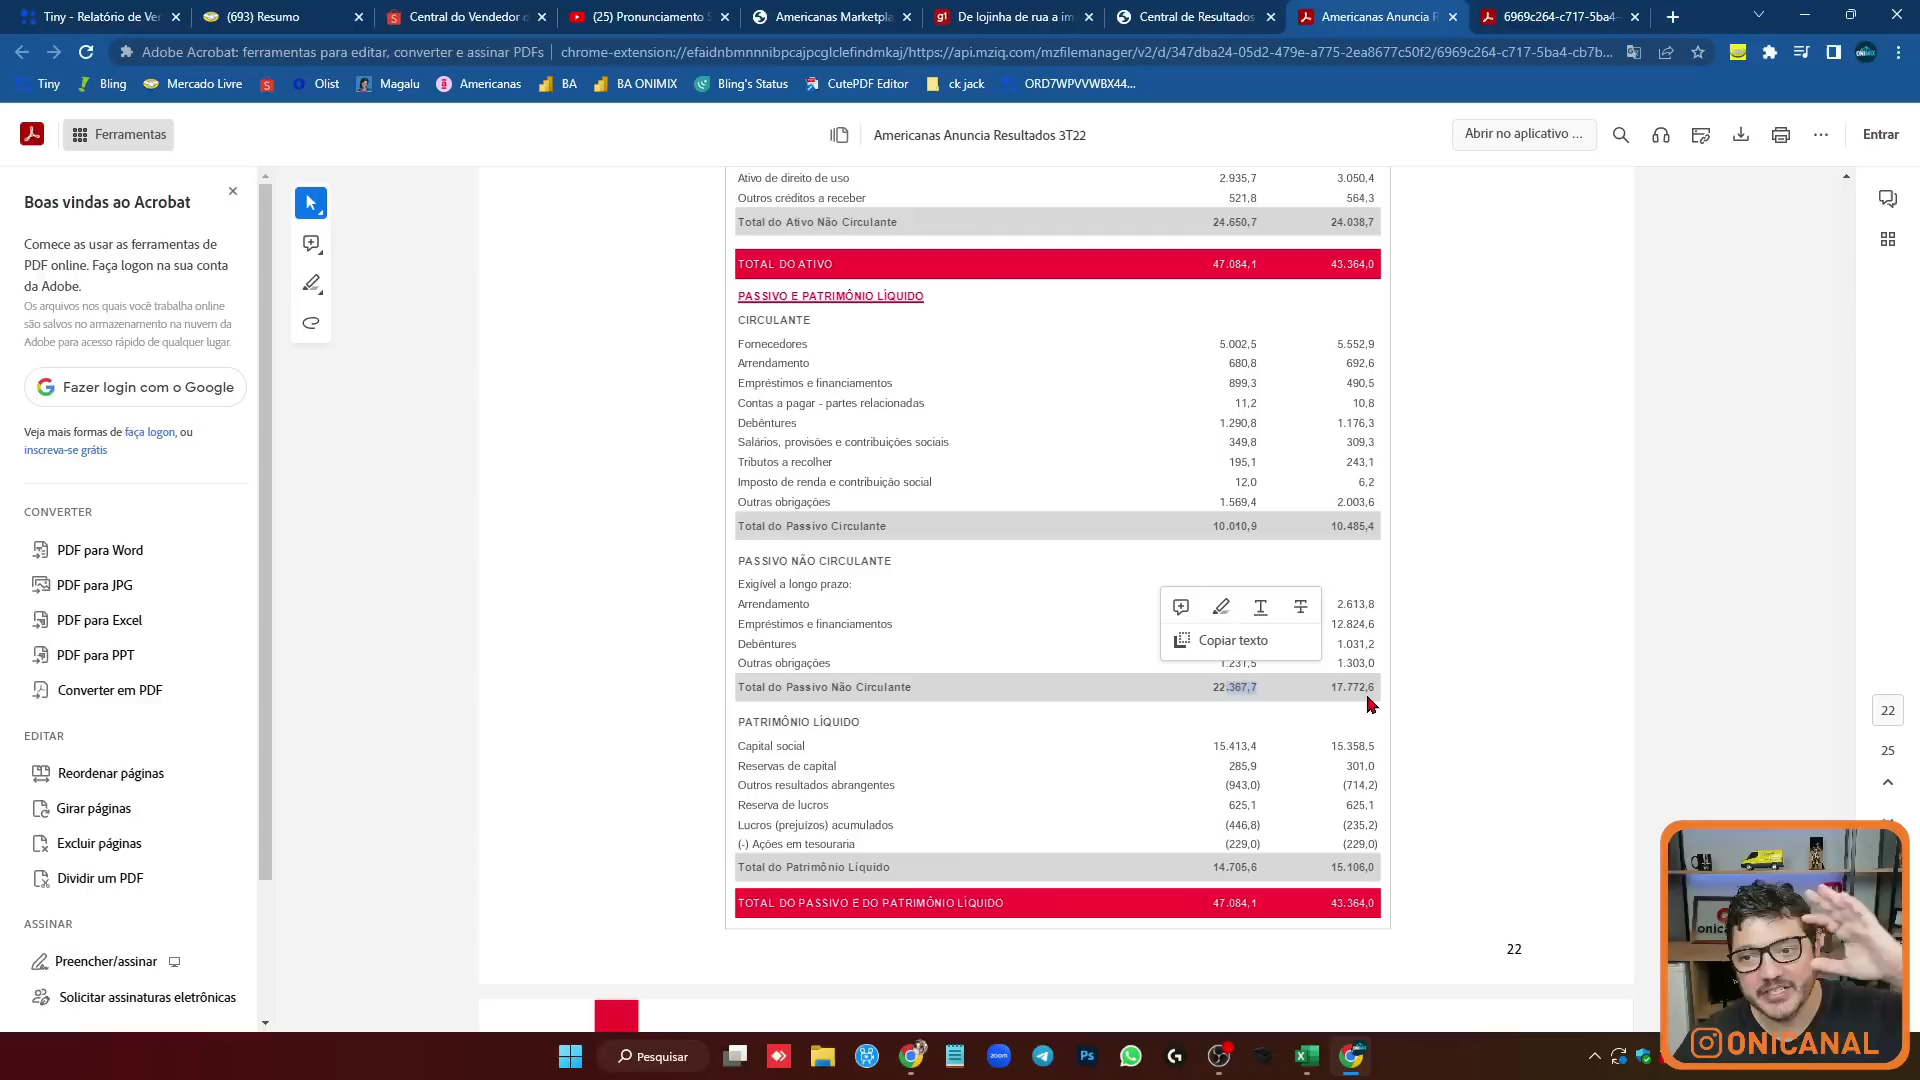 Tiny - Relatório de Ver
(693) Resumo
Central do Vendedor d
(25) Pronunciamento S
Americanas Marketpla
De lojinha de rua a im
Central de Resultados
Americanas Anuncia R
6969c264-c717-5ba4-
Adobe Acrobat: ferramentas para editar, converter e assinar PDFs
chrome-extension://efaidnbmnnnibpcajpcglclefindmkaj/https://api.mziq.com/mzfilemanager/v2/d/347dba24-05d2-479e-a775-2ea8677c50f2/6969c264-c717-5ba4-cb7b...
Tiny
Bling
Mercado Livre
Olist
Magalu
Americanas
BA
BA ONIMIX
Bling's Status
CutePDF Editor
ck jack
ORD7WPVVWBX44...
Ferramentas
Americanas Anuncia Resultados 3T22
Abrir no aplicativo ...
Entrar
Boas vindas ao Acrobat
Comece as usar as ferramentas de
PDF online. Faça logon na sua conta
da Adobe.
Os arquivos nos quais você trabalha online
são salvos no armazenamento na nuvem da
Adobe para acesso rápido de qualquer lugar.
Fazer login com o Google
Veja mais formas de faça logon, ou
inscreva-se grátis
CONVERTER
PDF para Word
PDF para JPG
PDF para Excel
PDF para PPT
Converter em PDF
EDITAR
Reordenar páginas
Girar páginas
Excluir páginas
Dividir um PDF
ASSINAR
Preencher/assinar
Solicitar assinaturas eletrônicas
Ativo de direito de uso 2.935,7 3.050,4
Outros créditos a receber 521,8 564,3
Total do Ativo Não Circulante 24.650,7 24.038,7
TOTAL DO ATIVO 47.084,1 43.364,0
PASSIVO E PATRIMÔNIO LÍQUIDO
CIRCULANTE
Fornecedores 5.002,5 5.552,9
Arrendamento 680,8 692,6
Empréstimos e financiamentos 899,3 490,5
Contas a pagar - partes relacionadas 11,2 10,8
Debêntures 1.290,8 1.176,3
Salários, provisões e contribuições sociais 349,8 309,3
Tributos a recolher 195,1 243,1
Imposto de renda e contribuição social 12,0 6,2
Outras obrigações 1.569,4 2.003,6
Total do Passivo Circulante 10.010,9 10.485,4
PASSIVO NÃO CIRCULANTE
Exigível a longo prazo:
Arrendamento 2.613,8
Empréstimos e financiamentos 12.824,6
Debêntures 1.031,2
Outras obrigações 1.231,5 1.303,0
Copiar texto
Total do Passivo Não Circulante 22.367,7 17.772,6
PATRIMÔNIO LÍQUIDO
Capital social 15.413,4 15.358,5
Reservas de capital 285,9 301,0
Outros resultados abrangentes (943,0) (714,2)
Reserva de lucros 625,1 625,1
Lucros (prejuízos) acumulados (446,8) (235,2)
(-) Ações em tesouraria (229,0) (229,0)
Total do Patrimônio Líquido 14.705,6 15.106,0
TOTAL DO PASSIVO E DO PATRIMÔNIO LÍQUIDO 47.084,1 43.364,0
22
22
25
ONICANAL
Pesquisar
zoom
Ps